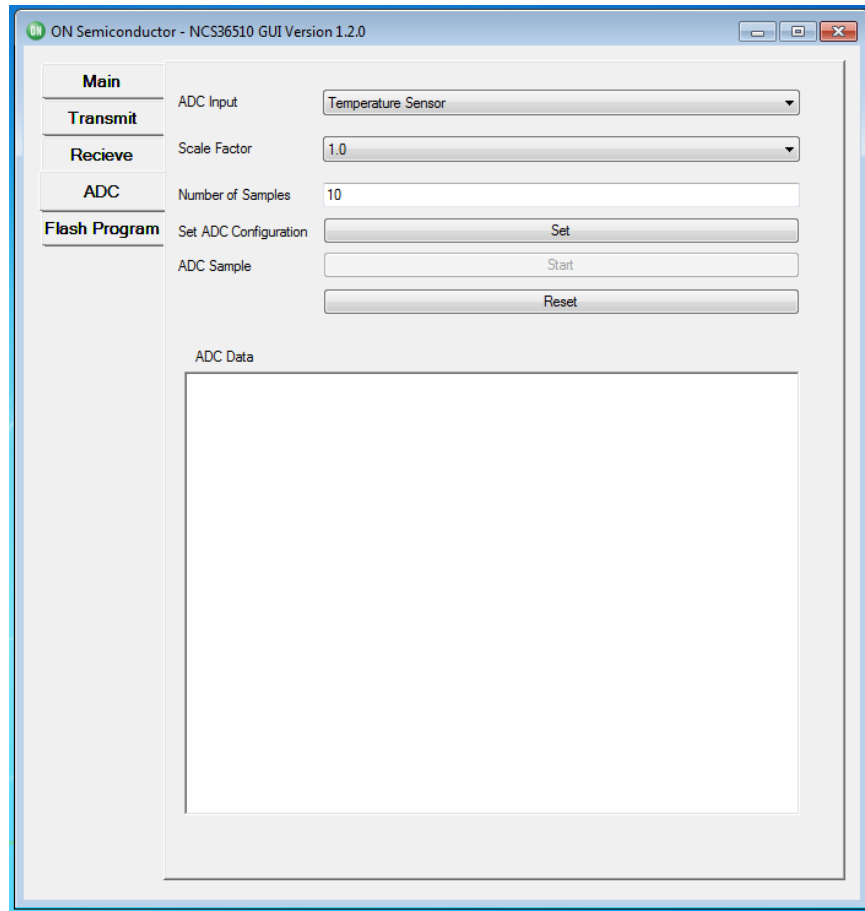 ON ON Semiconductor - NCS36510 GUI Version 1.2.0
Main
Transmit
Recieve
ADC
Flash Program
ADC Input Temperature Sensor
Scale Factor 1.0
Number of Samples 10
Set ADC Configuration Set
ADC Sample Start
Reset
ADC Data